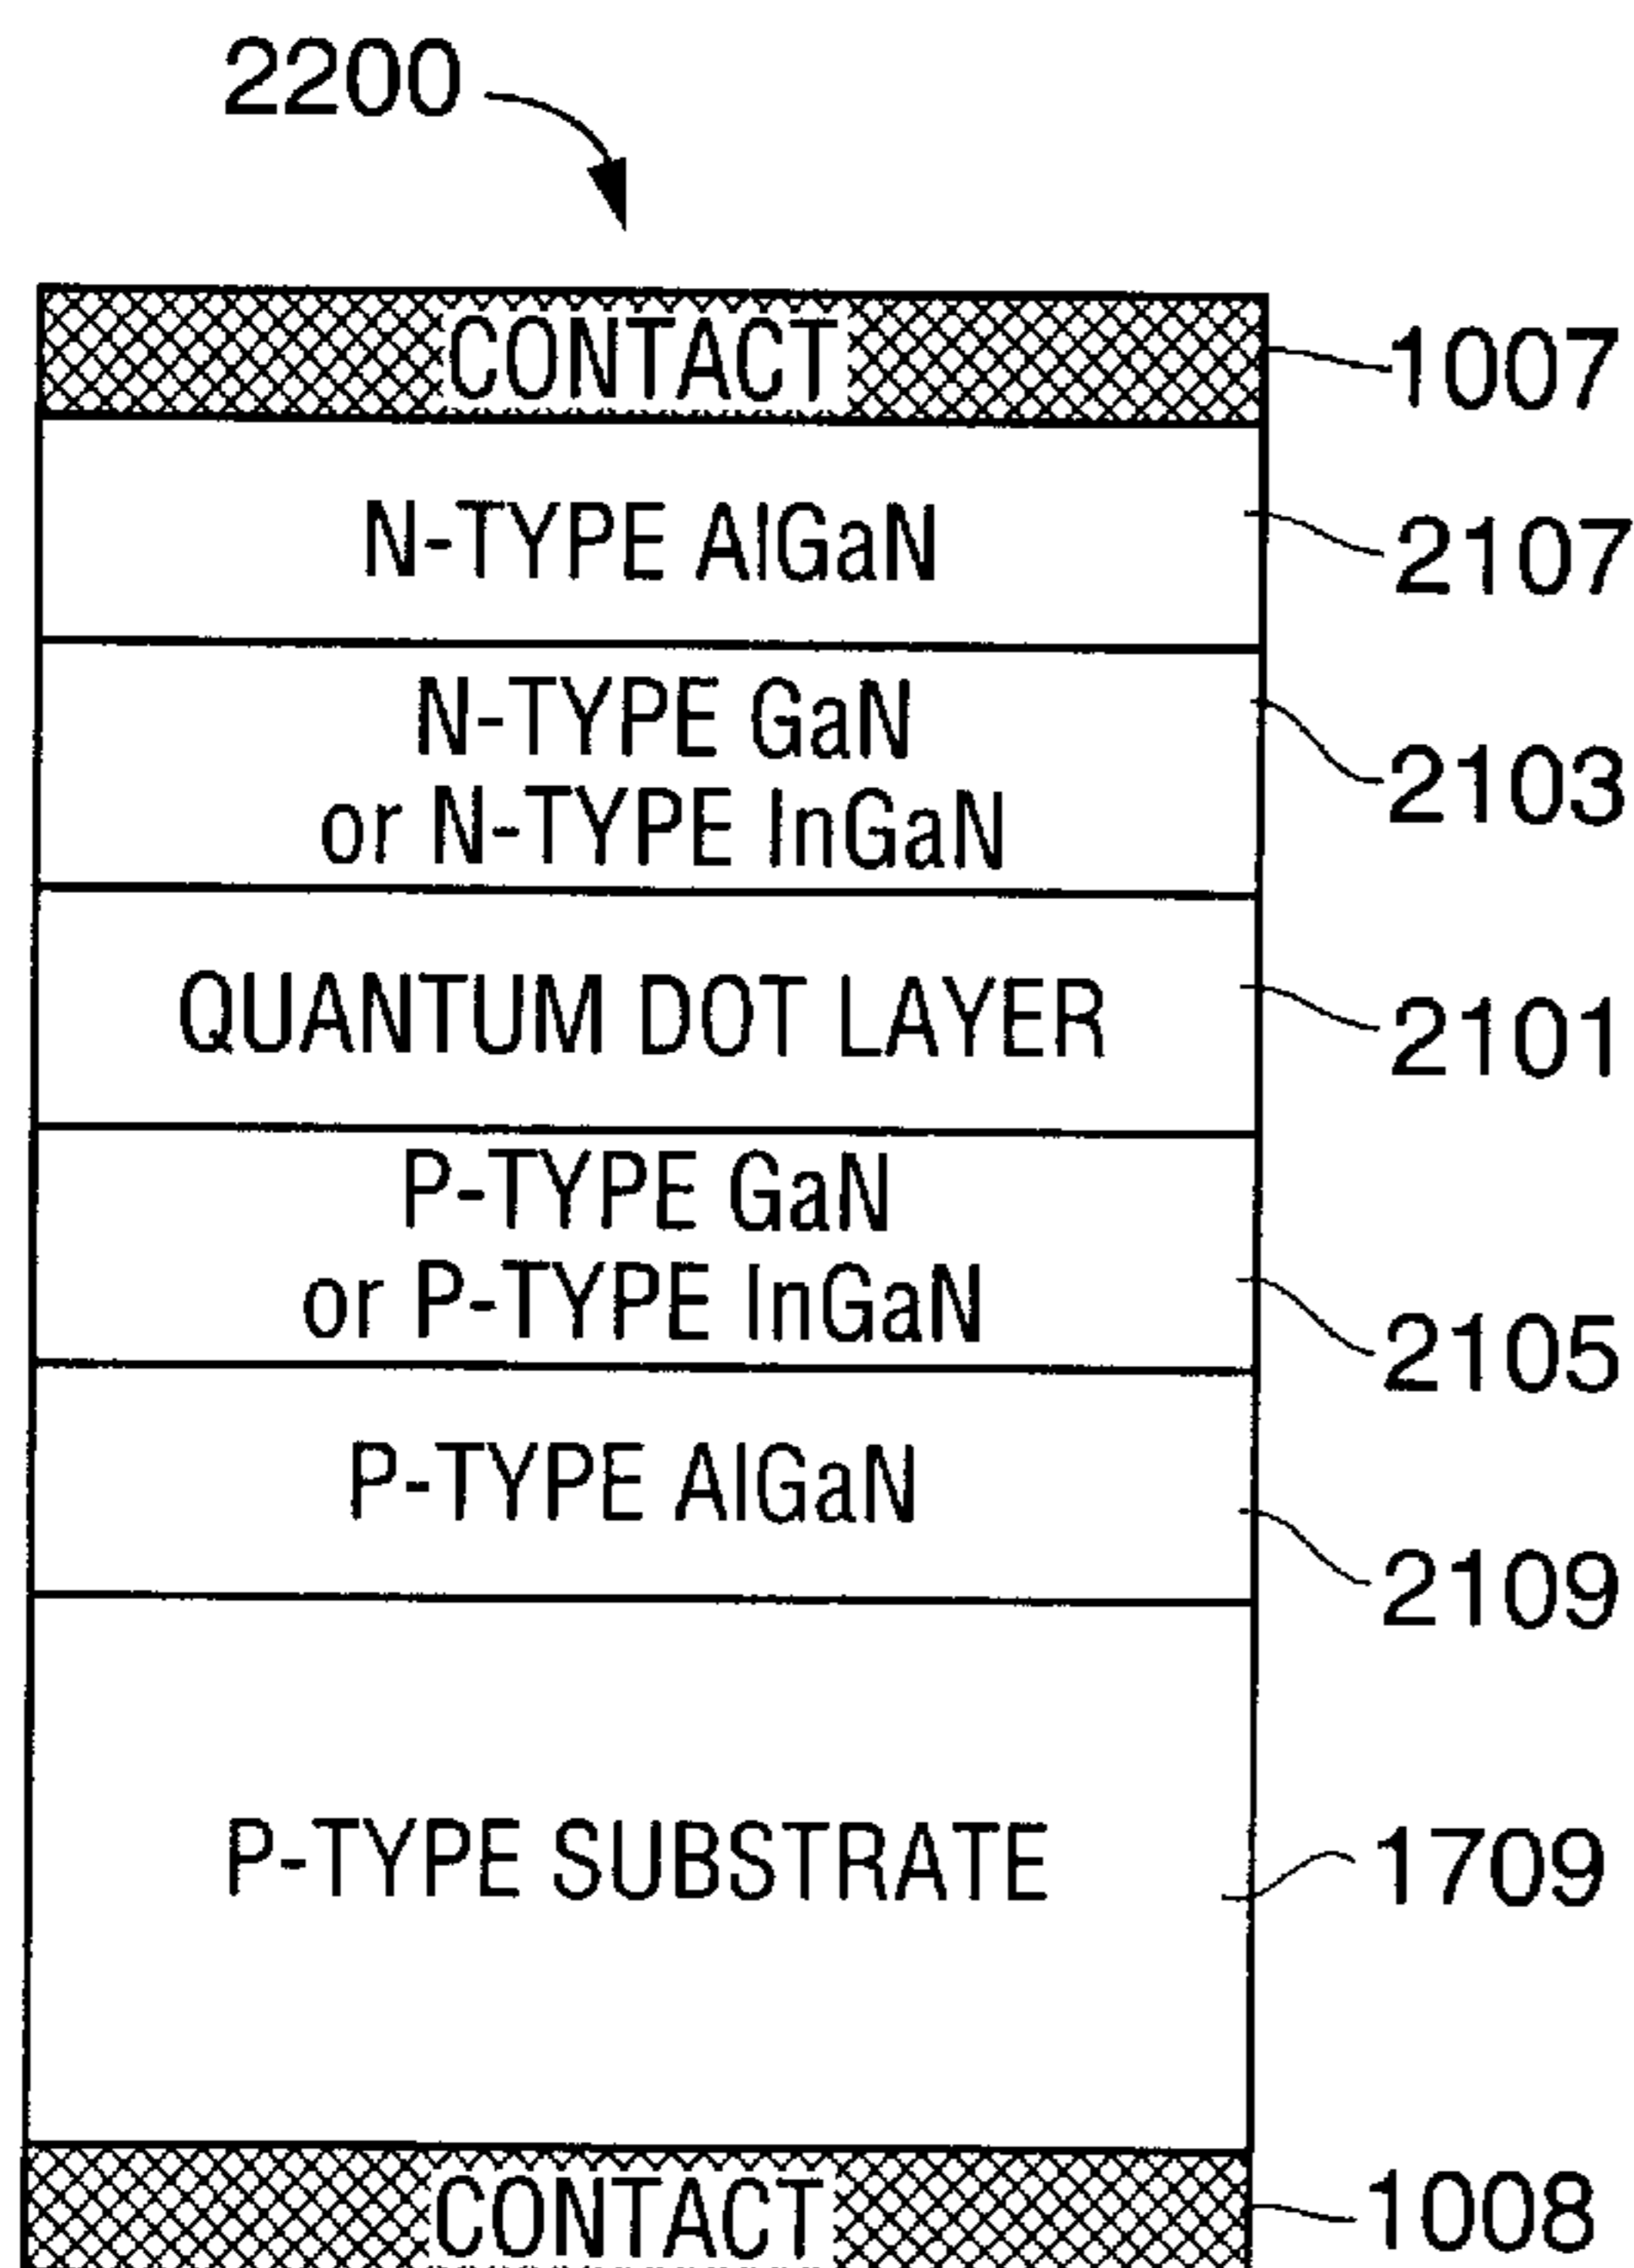 2200
CONTACT 1007
N-TYPE AlGaN 2107
N-TYPE GaN
or N-TYPE InGaN 2103
QUANTUM DOT LAYER 2101
P-TYPE GaN
or P-TYPE InGaN 2105
P-TYPE AlGaN 2109
P-TYPE SUBSTRATE 1709
CONTACT 1008